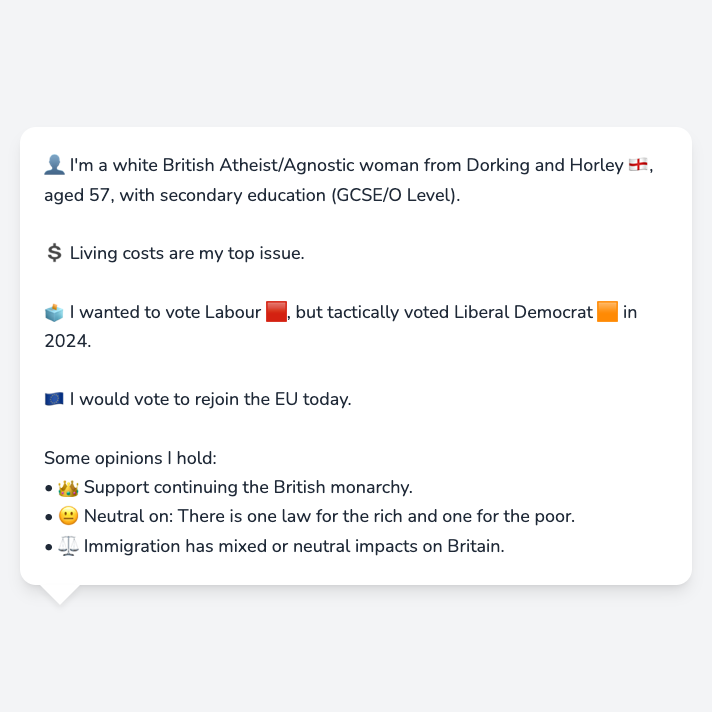 👤 I'm a white British Atheist/Agnostic woman from Dorking and Horley 🏴󠁧󠁢󠁥󠁮󠁧󠁿,
aged 57, with secondary education (GCSE/O Level).
💲 Living costs are my top issue.
🗳️ I wanted to vote Labour 🟥, but tactically voted Liberal Democrat 🟧 in
2024.
🇪🇺 I would vote to rejoin the EU today.
Some opinions I hold:
• 👑 Support continuing the British monarchy.
• 😐 Neutral on: There is one law for the rich and one for the poor.
• ⚖️ Immigration has mixed or neutral impacts on Britain.